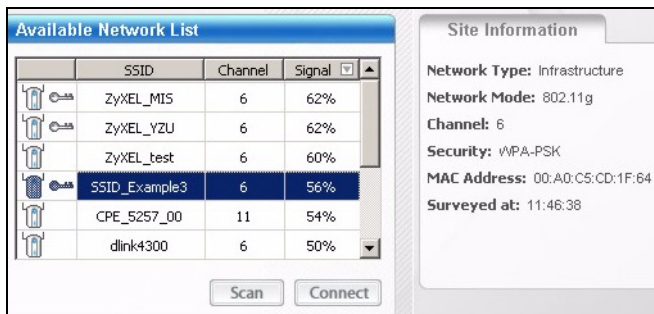 Available Network List
SSID Channel Signal
ZyXEL_MIS 6 62%
ZyXEL_YZU 6 62%
ZyXEL_test 6 60%
SSID_Example3 6 56%
CPE_5257_00 11 54%
dlink4300 6 50%
Scan Connect
Site Information
Network Type: Infrastructure
Network Mode: 802.11g
Channel: 6
Security: WPA-PSK
MAC Address: 00:A0:C5:CD:1F:64
Surveyed at: 11:46:38